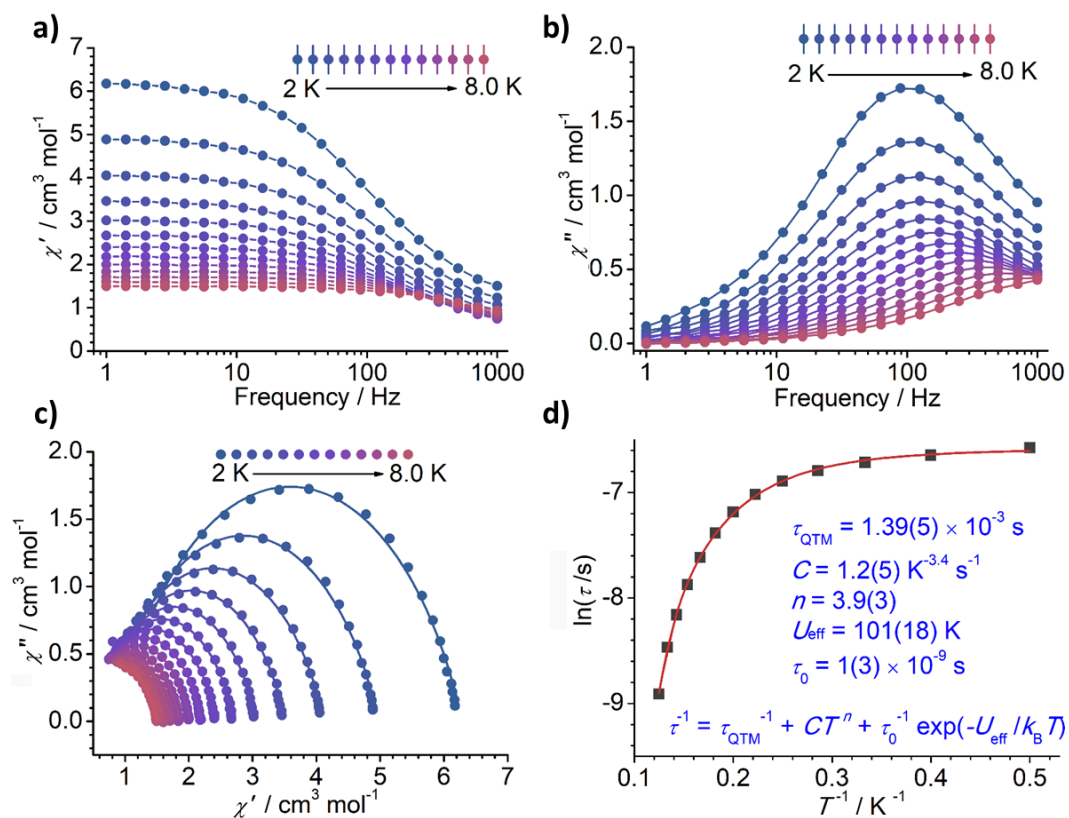 a)
7
6
5
4
3
2
1
0
χ′ / cm³ mol⁻¹
2 K
8.0 K
1
10
100
1000
Frequency / Hz
b)
2.0
1.5
1.0
0.5
0.0
χ″ / cm³ mol⁻¹
2 K
8.0 K
1
10
100
1000
Frequency / Hz
c)
2.0
1.5
1.0
0.5
0.0
χ″ / cm³ mol⁻¹
2 K
8.0 K
1
2
3
4
5
6
7
χ′ / cm³ mol⁻¹
d)
-7
-8
-9
ln(τ /s)
τ_QTM = 1.39(5) × 10⁻³ s
C = 1.2(5) K⁻³·⁴ s⁻¹
n = 3.9(3)
U_eff = 101(18) K
τ₀ = 1(3) × 10⁻⁹ s
τ⁻¹ = τ_QTM⁻¹ + CTⁿ + τ₀⁻¹ exp(-U_eff /k_BT)
0.1
0.2
0.3
0.4
0.5
T⁻¹ / K⁻¹